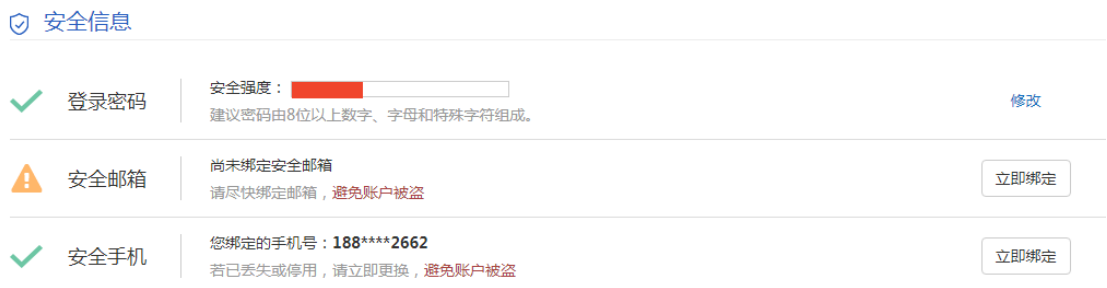 安全信息
登录密码
安全强度：
建议密码由8位以上数字、字母和特殊字符组成。
修改
安全邮箱
尚未绑定安全邮箱
请尽快绑定邮箱，避免账户被盗
立即绑定
安全手机
您绑定的手机号：188****2662
若已丢失或停用，请立即更换，避免账户被盗
立即绑定